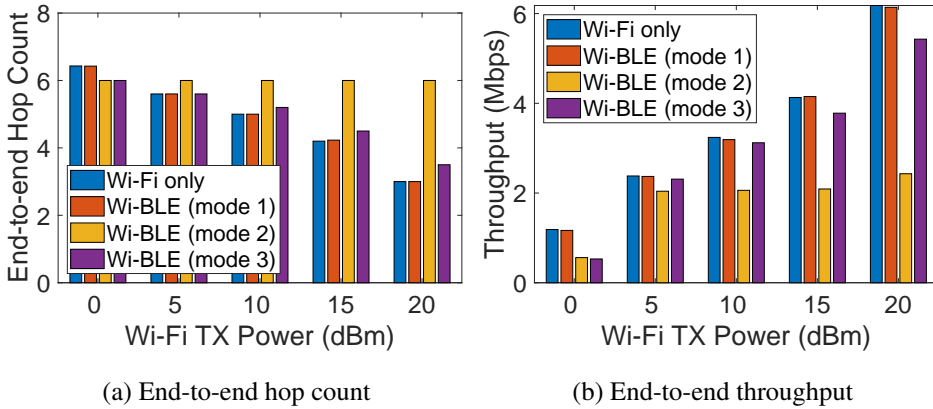 End-to-end Hop Count
8
6
4
2
0
Wi-Fi only
Wi-BLE (mode 1)
Wi-BLE (mode 2)
Wi-BLE (mode 3)
0 5 10 15 20
Wi-Fi TX Power (dBm)
(a) End-to-end hop count
Throughput (Mbps)
6
4
2
0
Wi-Fi only
Wi-BLE (mode 1)
Wi-BLE (mode 2)
Wi-BLE (mode 3)
0 5 10 15 20
Wi-Fi TX Power (dBm)
(b) End-to-end throughput